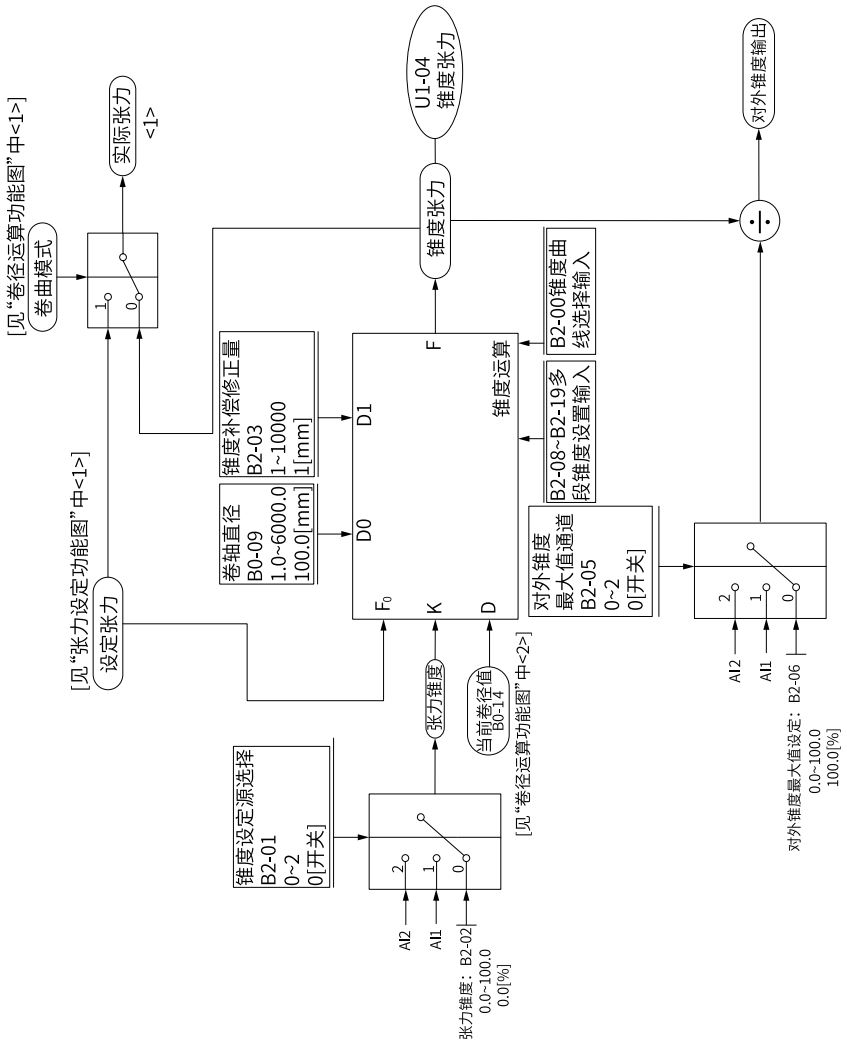 [见“卷径运算功能图”中<1>]
卷曲模式
1
0
实际张力
<1>
U1-04
锥度张力
对外锥度输出
锥度张力
÷
锥度补偿修正量
B2-03
1~10000
1[mm]
卷轴直径
B0-09
1.0~6000.0
100.0[mm]
D1
D0
F
F₀
K
D
锥度运算
B2-00锥度曲
线选择输入
B2-08~B2-19多
段锥度设置输入
[见“张力设定功能图”中<1>]
设定张力
张力锥度
当前卷径值
B0-14
[见“卷径运算功能图”中<2>]
锥度设定源选择
B2-01
0~2
0[开关]
2
1
0
AI2
AI1
张力锥度：B2-02
0.0~100.0
0.0[%]
对外锥度
最大值通道
B2-05
0~2
0[开关]
2
1
0
AI2
AI1
对外锥度最大值设定：B2-06
0.0~100.0
100.0[%]